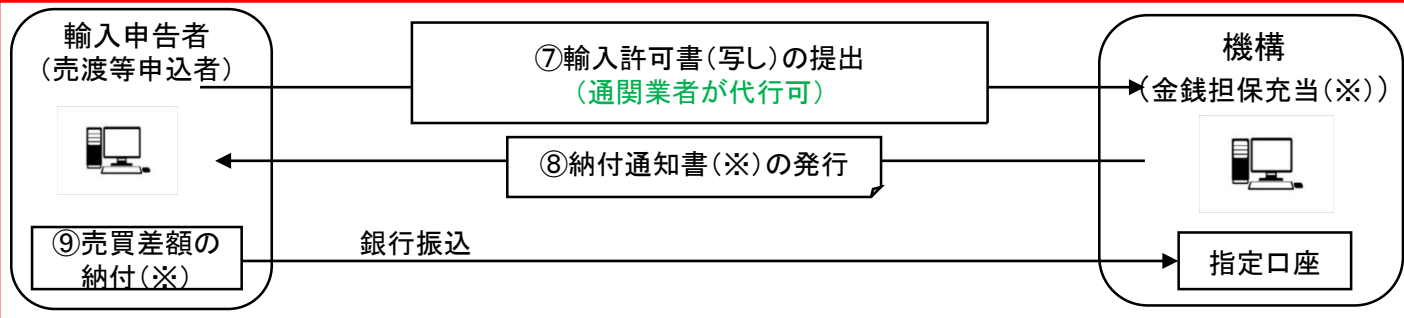 輸入申告者
（売渡等申込者）
⑦輸入許可書（写し）の提出
（通関業者が代行可）
機構
（金銭担保充当（※））
⑧納付通知書（※）の発行
⑨売買差額の
納付（※）
銀行振込
指定口座